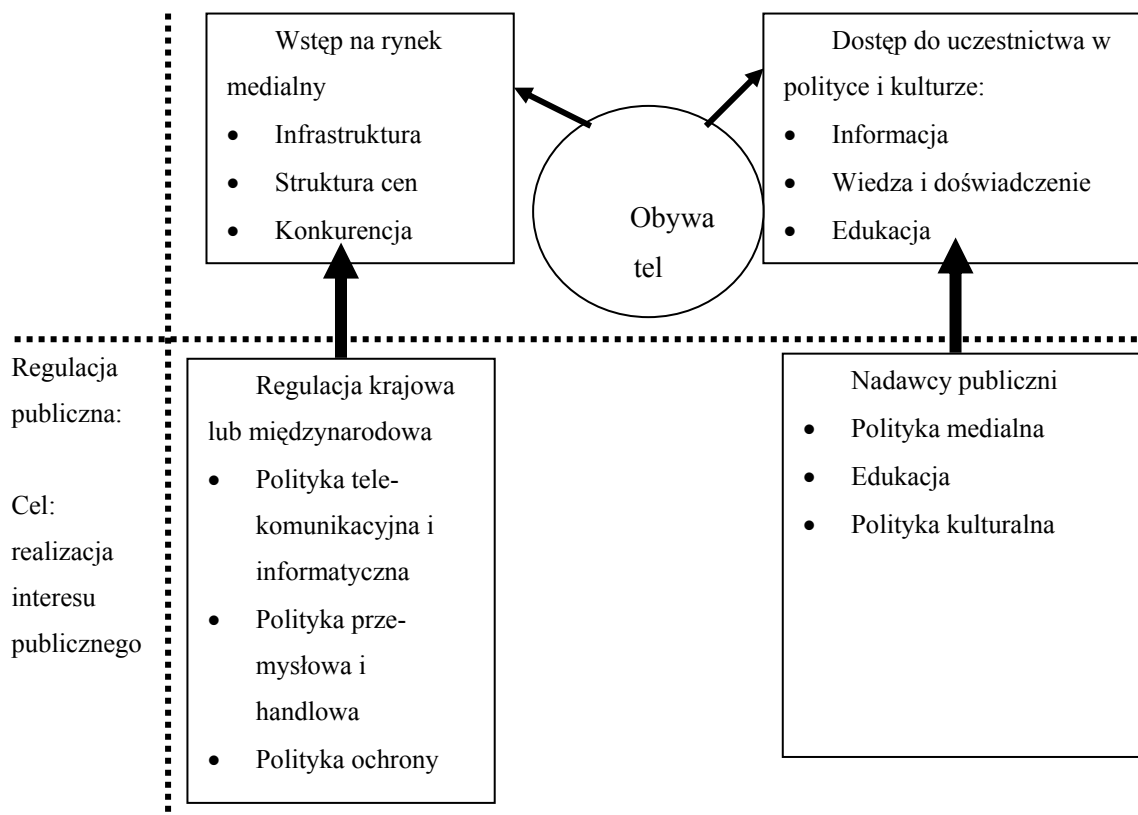 Wstęp na rynek
medialny
• Infrastruktura
• Struktura cen
• Konkurencja
Obywa
tel
Dostęp do uczestnictwa w
polityce i kulturze:
• Informacja
• Wiedza i doświadczenie
• Edukacja
Regulacja
publiczna:
Cel:
realizacja
interesu
publicznego
Regulacja krajowa
lub międzynarodowa
• Polityka tele-
komunikacyjna i
informatyczna
• Polityka prze-
mysłowa i
handlowa
• Polityka ochrony
Nadawcy publiczni
• Polityka medialna
• Edukacja
• Polityka kulturalna